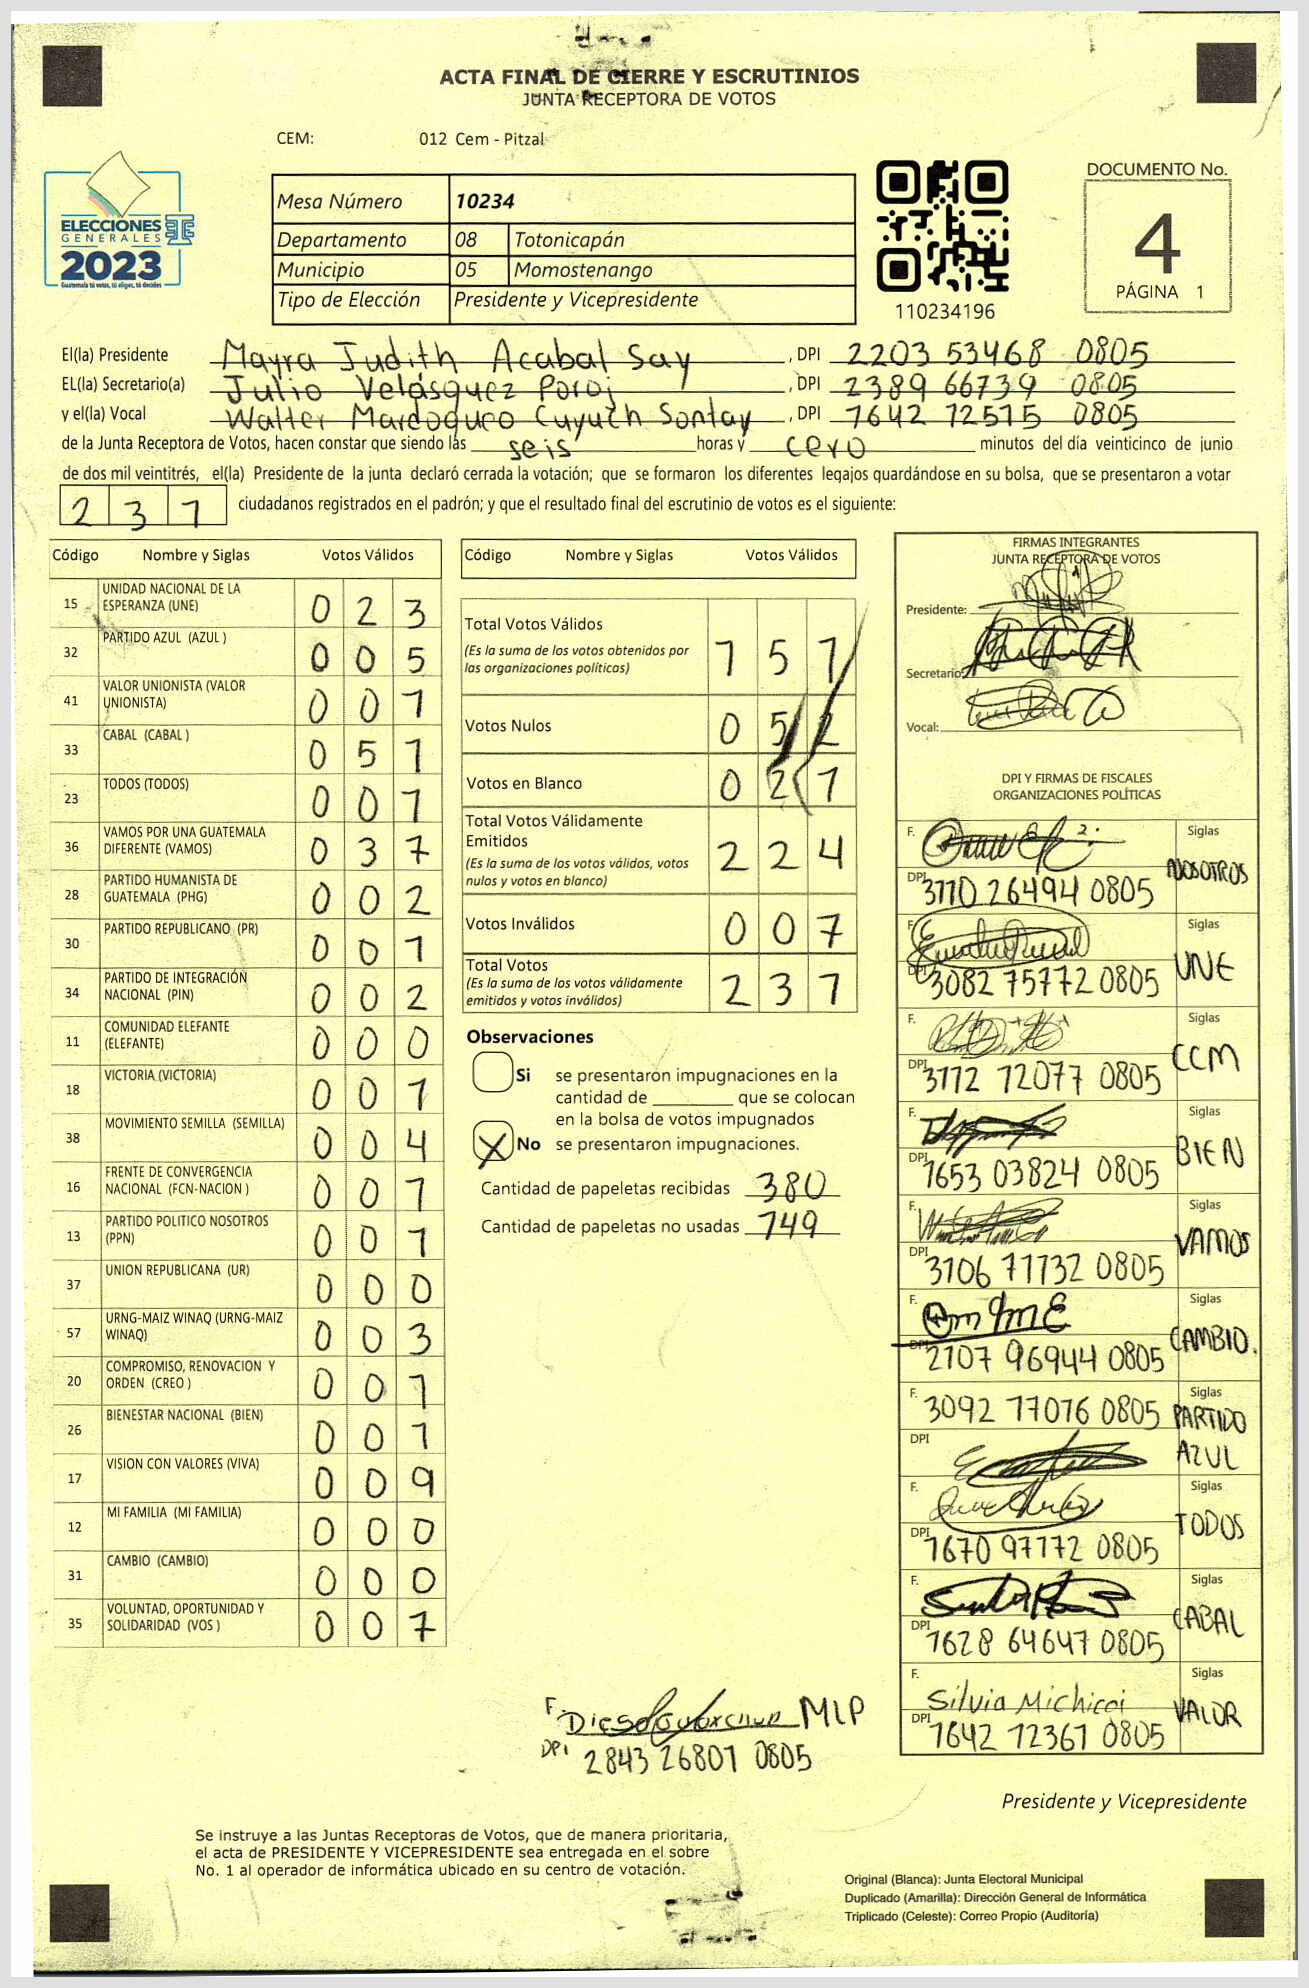 ACTA FINAL DE CIERRE Y ESCRUTINIOS
JUNTA RECEPTORA DE VOTOS
CEM: 012 Cem - Pitzal
ELECCIONES
GENERALES
2023
Guatemala tú votas, tú eliges, tú decides
Mesa Número 10234
Departamento 08 Totonicapán
Municipio 05 Momostenango
Tipo de Elección Presidente y Vicepresidente
110234196
DOCUMENTO No.
4
PÁGINA 1
El(la) Presidente Mayra Judith Acabal Say, DPI 2203 53468 0805
EL(la) Secretario(a) Julio Velásquez Poroj, DPI 2389 66739 0805
y el(la) Vocal Walter Mardoqueo Cuyuch Sontay, DPI 1642 12515 0805
de la Junta Receptora de Votos, hacen constar que siendo las seis horas y cero minutos del día veinticinco de junio
de dos mil veintitrés, el(la) Presidente de la junta declaró cerrada la votación; que se formaron los diferentes legajos quardándose en su bolsa, que se presentaron a votar
231 ciudadanos registrados en el padrón; y que el resultado final del escrutinio de votos es el siguiente:
Código Nombre y Siglas Votos Válidos
15 UNIDAD NACIONAL DE LA ESPERANZA (UNE) 0 2 3
32 PARTIDO AZUL (AZUL ) 0 0 5
41 VALOR UNIONISTA (VALOR UNIONISTA) 0 0 1
33 CABAL (CABAL ) 0 5 1
23 TODOS (TODOS) 0 0 1
36 VAMOS POR UNA GUATEMALA DIFERENTE (VAMOS) 0 3 7
28 PARTIDO HUMANISTA DE GUATEMALA (PHG) 0 0 2
30 PARTIDO REPUBLICANO (PR) 0 0 1
34 PARTIDO DE INTEGRACIÓN NACIONAL (PIN) 0 0 2
11 COMUNIDAD ELEFANTE (ELEFANTE) 0 0 0
18 VICTORIA (VICTORIA) 0 0 1
38 MOVIMIENTO SEMILLA (SEMILLA) 0 0 4
16 FRENTE DE CONVERGENCIA NACIONAL (FCN-NACION ) 0 0 1
13 PARTIDO POLITICO NOSOTROS (PPN) 0 0 1
37 UNION REPUBLICANA (UR) 0 0 0
57 URNG-MAIZ WINAQ (URNG-MAIZ WINAQ) 0 0 3
20 COMPROMISO, RENOVACION Y ORDEN (CREO ) 0 0 1
26 BIENESTAR NACIONAL (BIEN) 0 0 1
17 VISION CON VALORES (VIVA) 0 0 9
12 MI FAMILIA (MI FAMILIA) 0 0 0
31 CAMBIO (CAMBIO) 0 0 0
35 VOLUNTAD, OPORTUNIDAD Y SOLIDARIDAD (VOS ) 0 0 7
Código Nombre y Siglas Votos Válidos
Total Votos Válidos 1 5 1
(Es la suma de los votos obtenidos por
las organizaciones políticas)
Votos Nulos 0 5 2
Votos en Blanco 0 2 1
Total Votos Válidamente
Emitidos 2 2 4
(Es la suma de los votos válidos, votos
nulos y votos en blanco)
Votos Inválidos 0 0 7
Total Votos 2 3 1
(Es la suma de los votos válidamente
emitidos y votos inválidos)
Observaciones
Si se presentaron impugnaciones en la
cantidad de ________ que se colocan
en la bolsa de votos impugnados
X No se presentaron impugnaciones.
Cantidad de papeletas recibidas 380
Cantidad de papeletas no usadas 149
FIRMAS INTEGRANTES
JUNTA RECEPTORA DE VOTOS
Presidente:
Secretario:
Vocal:
DPI Y FIRMAS DE FISCALES
ORGANIZACIONES POLÍTICAS
F. Siglas
DPI 3110 26494 0805 NOSOTROS
F. Siglas
DPI 3082 15112 0805 UNE
F. Siglas
DPI 3112 12077 0805 CCM
F. Siglas
DPI 1653 03824 0805 BIEN
F. Siglas
DPI 3106 11132 0805 VAMOS
F. Siglas
DPI 2107 96944 0805 CAMBIO.
F. 3092 11016 0805 Siglas PARTIDO
DPI AZUL
F. Siglas
DPI 1670 97172 0805 TODOS
F. Siglas
DPI 1628 64647 0805 CABAL
F. Silvia Michicoj Siglas
DPI 1642 12361 0805 VALOR
F. Diego MLP
DPI 2843 26801 0805
Presidente y Vicepresidente
Se instruye a las Juntas Receptoras de Votos, que de manera prioritaria,
el acta de PRESIDENTE Y VICEPRESIDENTE sea entregada en el sobre
No. 1 al operador de informática ubicado en su centro de votación.
Original (Blanca): Junta Electoral Municipal
Duplicado (Amarilla): Dirección General de Informática
Triplicado (Celeste): Correo Propio (Auditoría)